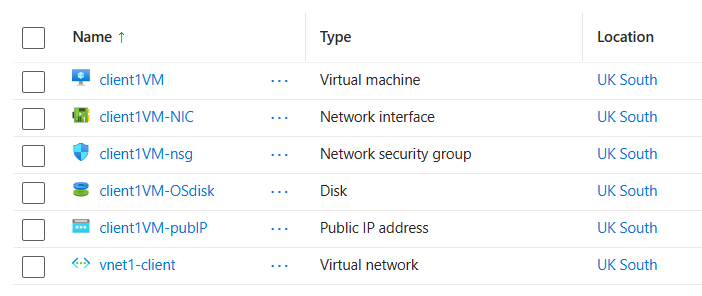 Name ↑ Type Location
client1VM ··· Virtual machine UK South
client1VM-NIC ··· Network interface UK South
client1VM-nsg ··· Network security group UK South
client1VM-OSdisk ··· Disk UK South
client1VM-pubIP ··· Public IP address UK South
vnet1-client ··· Virtual network UK South